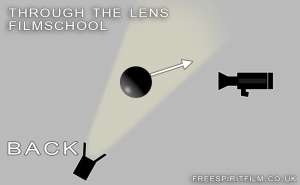 THROUGH THE LENS
FILMSCHOOL
BACK
FREESPIRITFILM.CO.UK